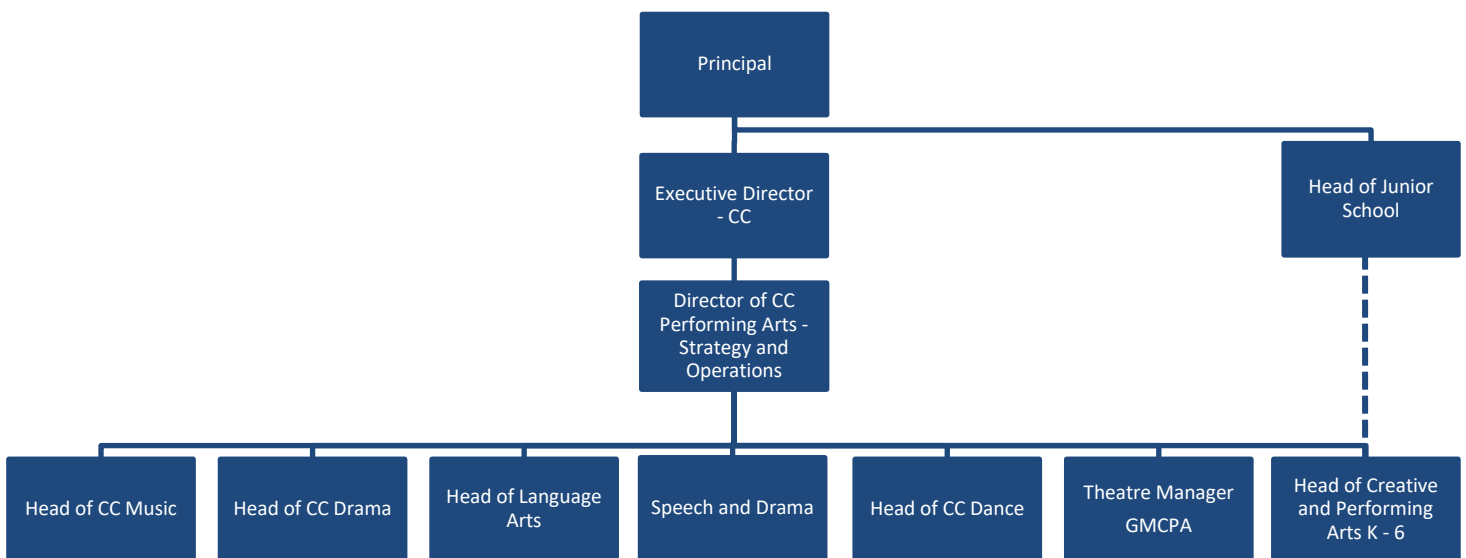 Principal
Executive Director
- CC
Head of Junior
School
Director of CC
Performing Arts -
Strategy and
Operations
Head of CC Music
Head of CC Drama
Head of Language
Arts
Speech and Drama
Head of CC Dance
Theatre Manager
GMCPA
Head of Creative
and Performing
Arts K - 6